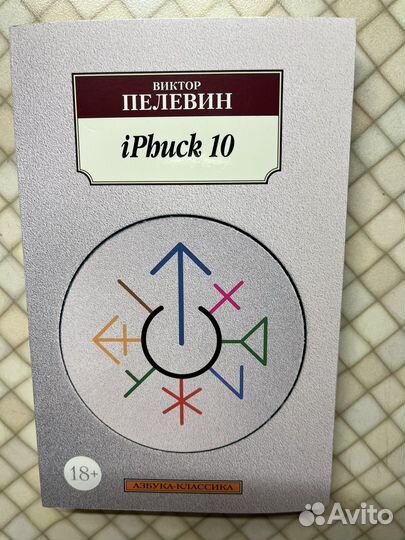 ВИКТОР
ПЕЛЕВИН
iPhuck 10
18+
АЗБУКА-КЛАССИКА
Avito